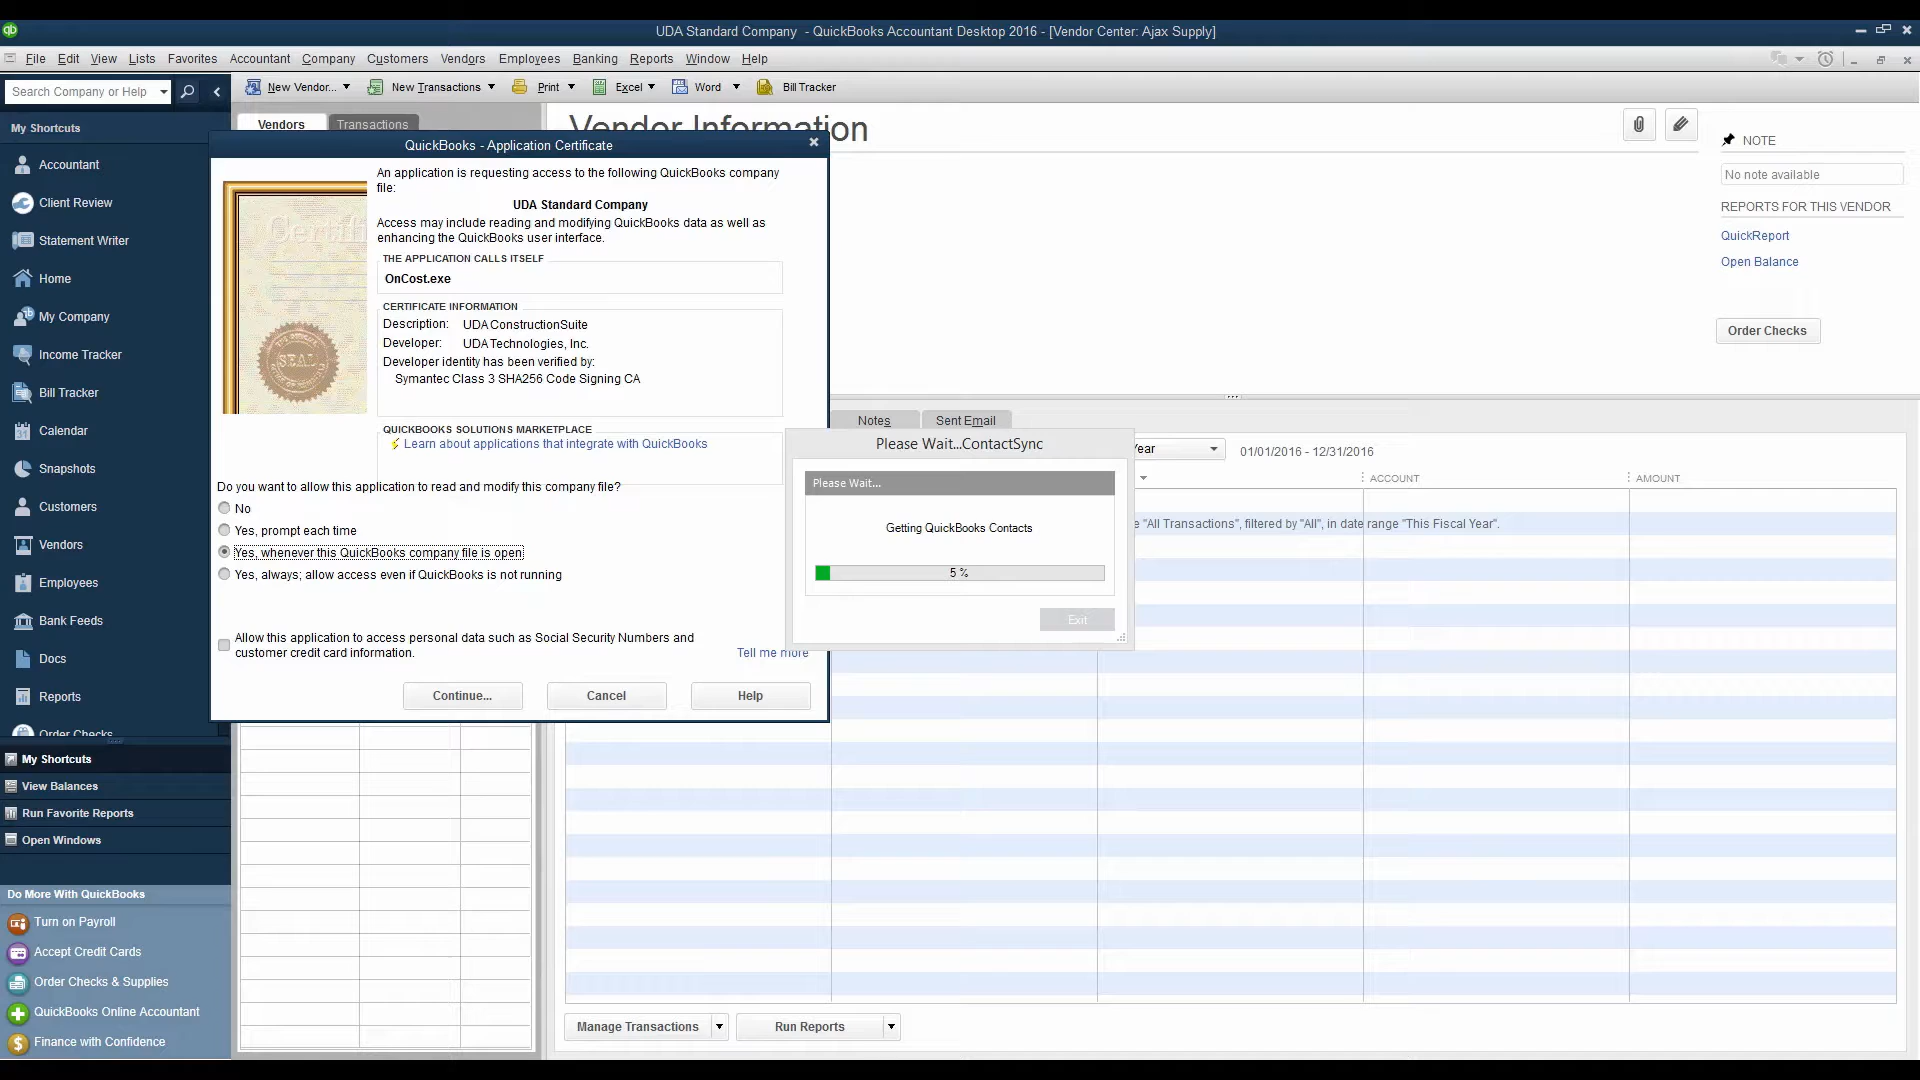 qb
UDA Standard Company - QuickBooks Accountant Desktop 2016 - [Vendor Center: Ajax Supply]
File Edit View Lists Favorites Accountant Company Customers Vendors Employees Banking Reports Window Help
Search Company or Help
New Vendor... New Transactions Print Excel Word Bill Tracker
My Shortcuts
Accountant
Client Review
Statement Writer
Home
My Company
Income Tracker
Bill Tracker
Calendar
Snapshots
Customers
Vendors
Employees
Bank Feeds
Docs
Reports
Order Checks
My Shortcuts
View Balances
Run Favorite Reports
Open Windows
Do More With QuickBooks
Turn on Payroll
Accept Credit Cards
Order Checks & Supplies
QuickBooks Online Accountant
Finance with Confidence
Vendors Transactions
Vendor Information
QuickBooks - Application Certificate
An application is requesting access to the following QuickBooks company
file:
UDA Standard Company
Access may include reading and modifying QuickBooks data as well as
enhancing the QuickBooks user interface.
THE APPLICATION CALLS ITSELF
OnCost.exe
CERTIFICATE INFORMATION
Description: UDA ConstructionSuite
Developer: UDA Technologies, Inc.
Developer identity has been verified by:
Symantec Class 3 SHA256 Code Signing CA
SEAL
QUICKBOOKS SOLUTIONS MARKETPLACE
Learn about applications that integrate with QuickBooks
Do you want to allow this application to read and modify this company file?
No
Yes, prompt each time
Yes, whenever this QuickBooks company file is open
Yes, always; allow access even if QuickBooks is not running
Allow this application to access personal data such as Social Security Numbers and
customer credit card information.
Tell me more
Continue... Cancel Help
NOTE
No note available
REPORTS FOR THIS VENDOR
QuickReport
Open Balance
Order Checks
Notes Sent Email
Please Wait...ContactSync
Please Wait...
Getting QuickBooks Contacts
5 %
Exit
Year 01/01/2016 - 12/31/2016
ACCOUNT AMOUNT
"All Transactions", filtered by "All", in date range "This Fiscal Year".
Manage Transactions Run Reports